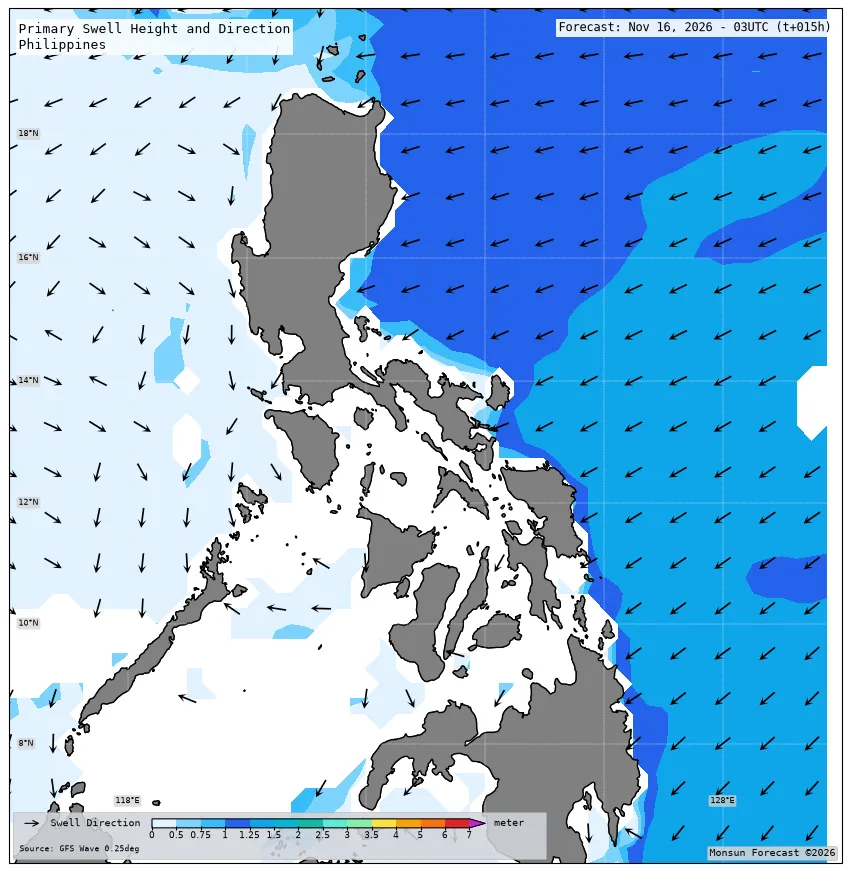 Primary Swell Height and Direction
Philippines
Forecast: Nov 16, 2026 - 03UTC (t+015h)
18°N
16°N
14°N
12°N
10°N
8°N
118°E
128°E
Swell Direction
0 0.5 0.75 1 1.25 1.5 2 2.5 3 3.5 4 5 6 7
meter
Source: GFS Wave 0.25deg
Monsun Forecast ©2026